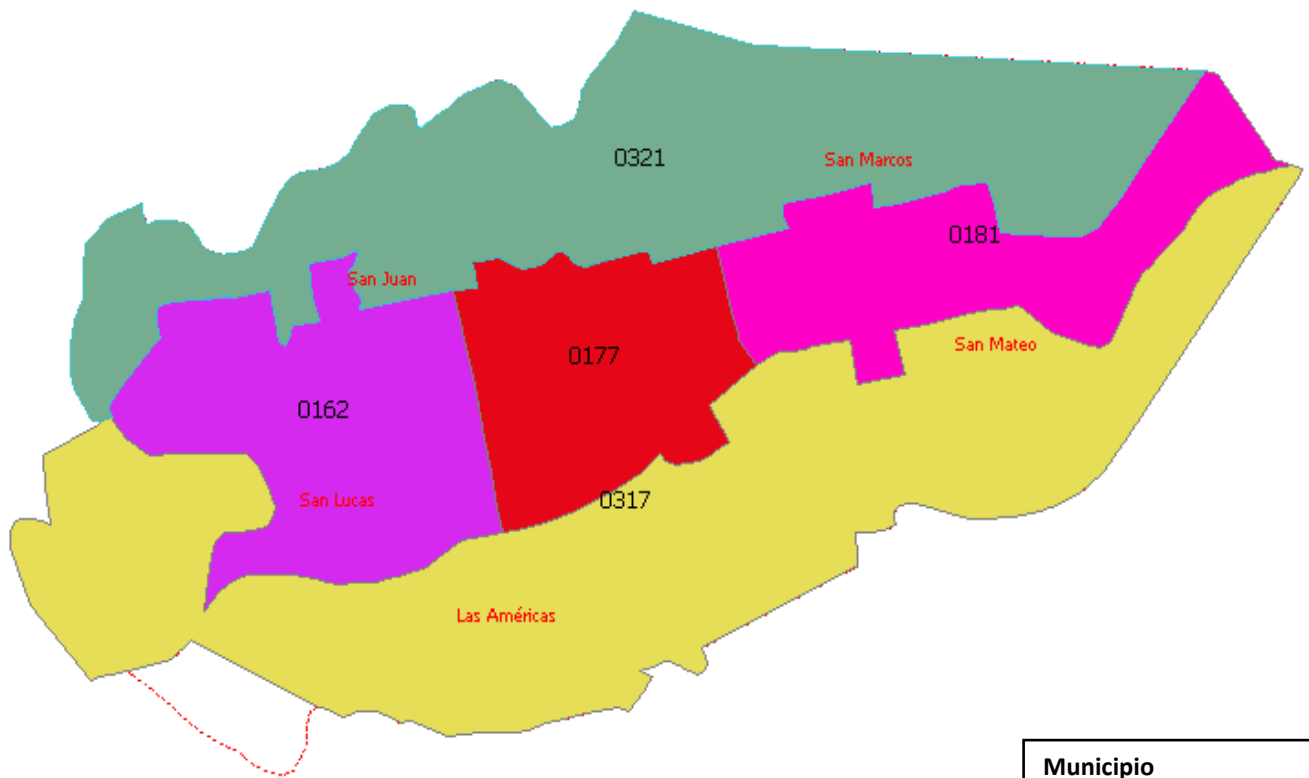 0321
San Marcos
0181
San Juan
San Mateo
0177
0162
San Lucas
0317
Las Américas
Municipio